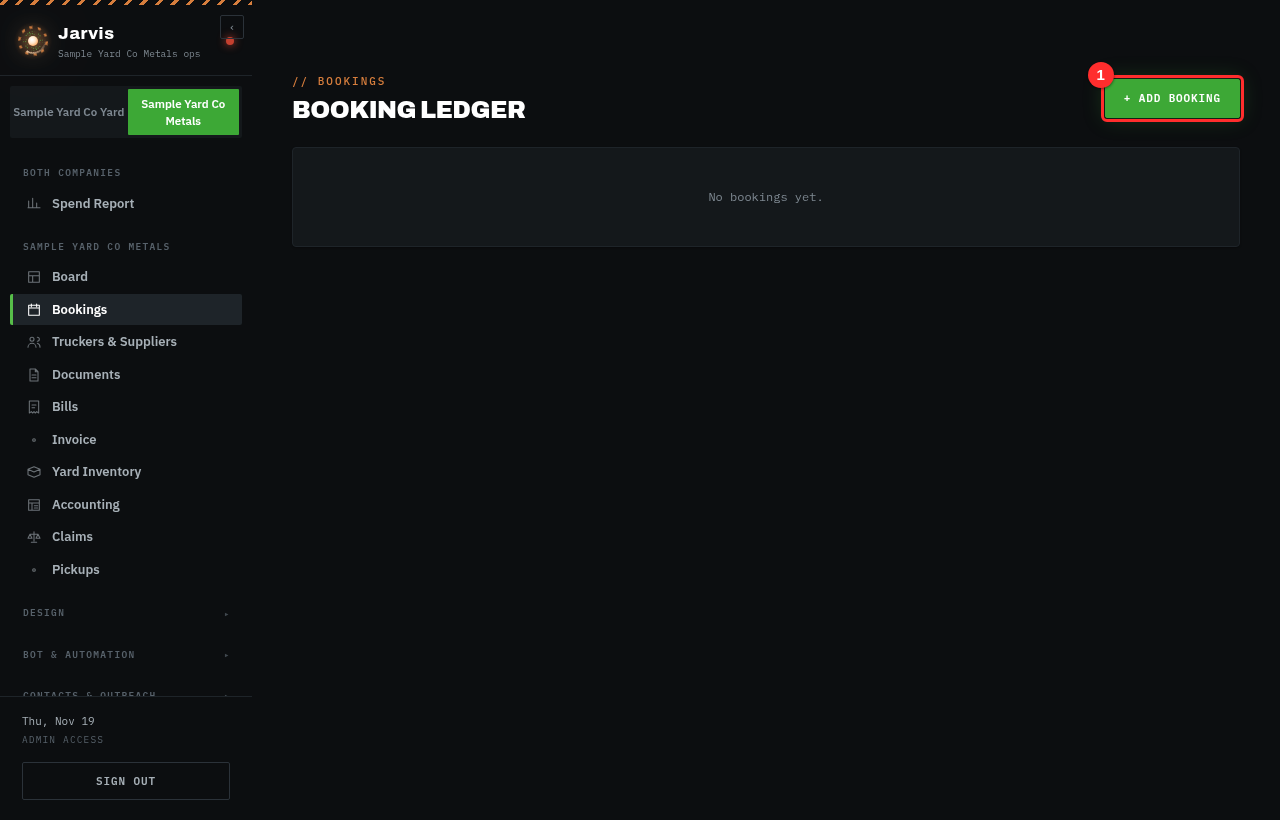 Jarvis
Sample Yard Co Metals ops
‹
Sample Yard Co Yard
Sample Yard Co
Metals
BOTH COMPANIES
Spend Report
SAMPLE YARD CO METALS
Board
Bookings
Truckers & Suppliers
Documents
Bills
Invoice
Yard Inventory
Accounting
Claims
Pickups
DESIGN
BOT & AUTOMATION
CONTACTS & OUTREACH
Thu, Nov 19
ADMIN ACCESS
SIGN OUT
// BOOKINGS
BOOKING LEDGER
1
+ ADD BOOKING
No bookings yet.